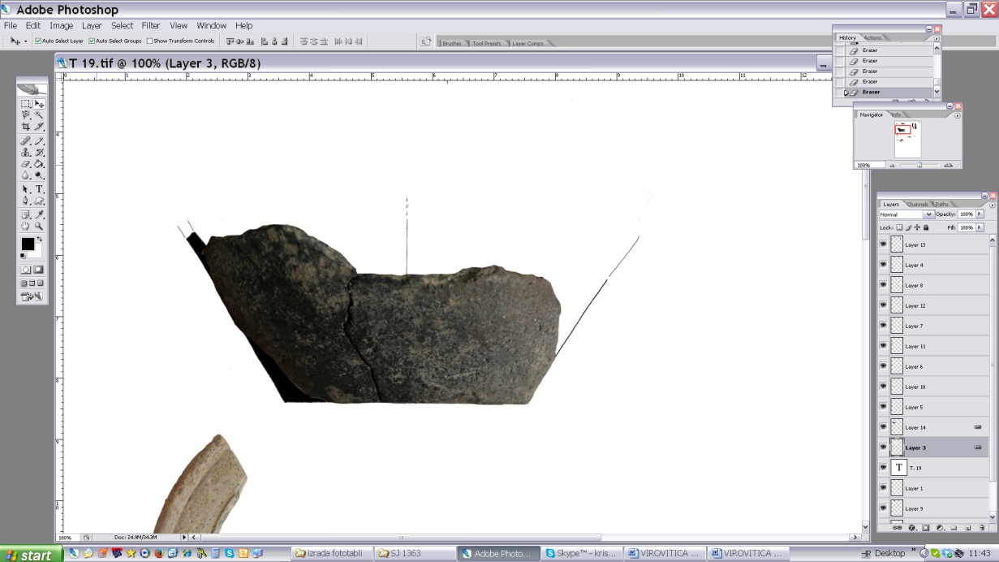 Adobe Photoshop
File Edit Image Layer Select Filter View Window Help
Auto Select Layer Auto Select Groups Show Transform Controls
Brushes Tool Presets Layer Comps
T 19.tif @ 100% (Layer 3, RGB/8)
0 1 2 3 4 5 6 7 8 9 10 11 12
4
5
6
7
8
9
10
History Actions
Eraser
Eraser
Eraser
Eraser
Eraser
Navigator Info
100%
Layers Channels Paths
Normal Opacity: 100%
Lock: Fill: 100%
Layer 13
Layer 4
Layer 8
Layer 12
Layer 7
Layer 11
Layer 6
Layer 10
Layer 5
Layer 14
Layer 3
T T. 19
Layer 1
Layer 9
100% Doc: 24.9M/34.3M
start izrada fototabli SJ 1363 Adobe Photo... Skype™ - kris... VIROVITICA ... VIROVITICA ... Desktop » 11:43